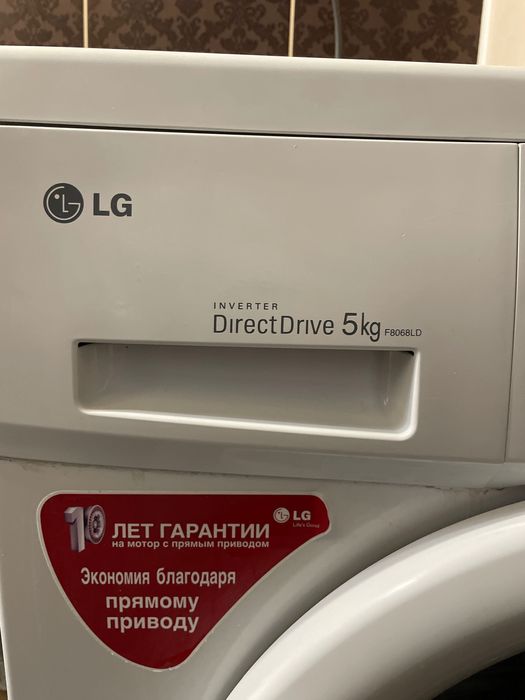 LG
INVERTER
DirectDrive 5kg F8068LD
10 ЛЕТ ГАРАНТИИ
на мотор с прямым приводом
LG
Life's Good
Экономия благодаря
прямому
приводу